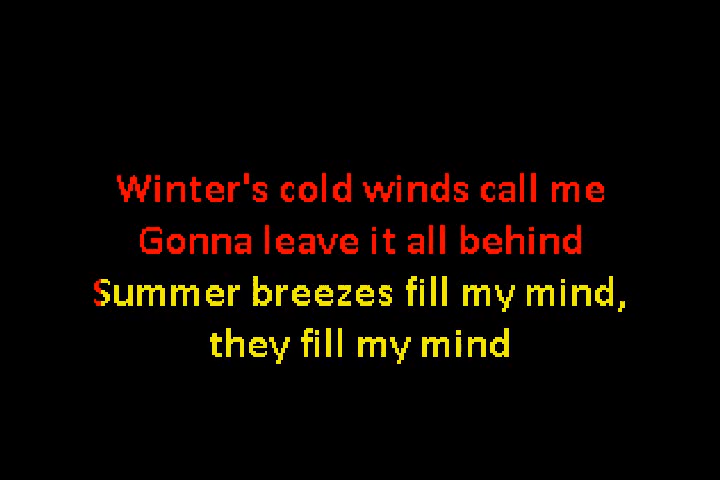 Winter's cold winds call me
Gonna leave it all behind
Summer breezes fill my mind,
they fill my mind